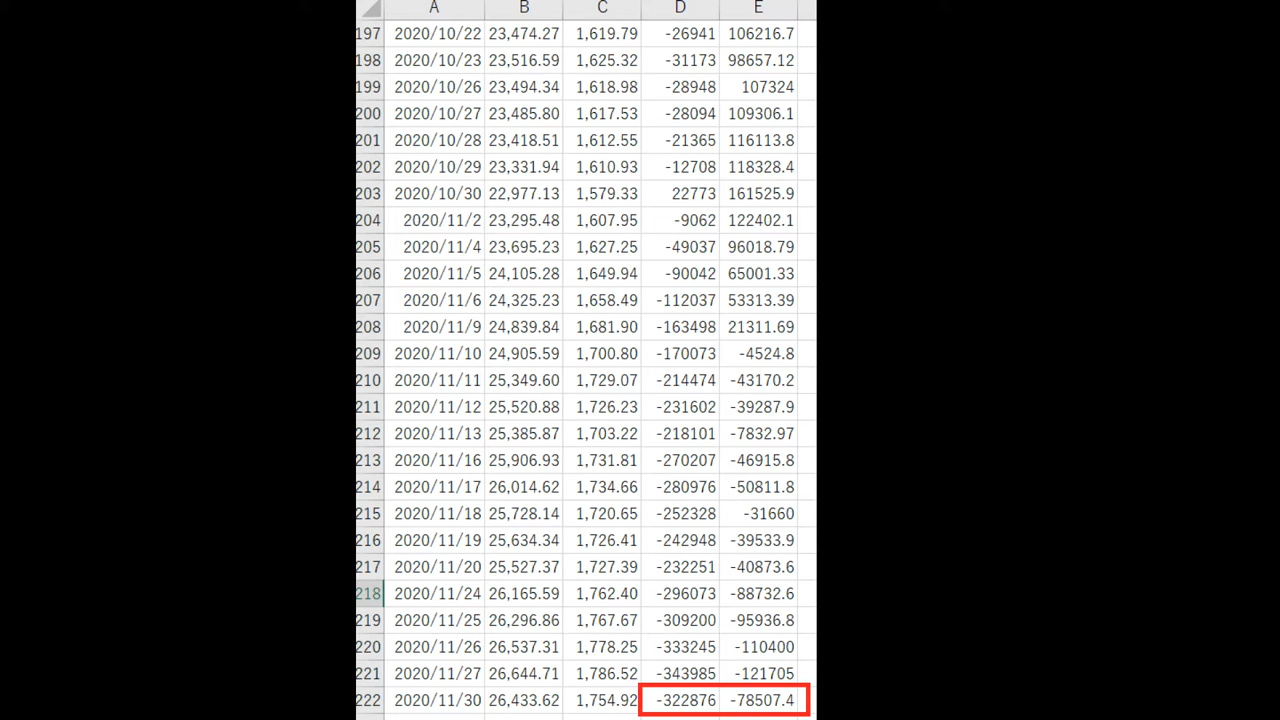 A B C D E
197 2020/10/22 23,474.27 1,619.79 -26941 106216.7
198 2020/10/23 23,516.59 1,625.32 -31173 98657.12
199 2020/10/26 23,494.34 1,618.98 -28948 107324
200 2020/10/27 23,485.80 1,617.53 -28094 109306.1
201 2020/10/28 23,418.51 1,612.55 -21365 116113.8
202 2020/10/29 23,331.94 1,610.93 -12708 118328.4
203 2020/10/30 22,977.13 1,579.33 22773 161525.9
204 2020/11/2 23,295.48 1,607.95 -9062 122402.1
205 2020/11/4 23,695.23 1,627.25 -49037 96018.79
206 2020/11/5 24,105.28 1,649.94 -90042 65001.33
207 2020/11/6 24,325.23 1,658.49 -112037 53313.39
208 2020/11/9 24,839.84 1,681.90 -163498 21311.69
209 2020/11/10 24,905.59 1,700.80 -170073 -4524.8
210 2020/11/11 25,349.60 1,729.07 -214474 -43170.2
211 2020/11/12 25,520.88 1,726.23 -231602 -39287.9
212 2020/11/13 25,385.87 1,703.22 -218101 -7832.97
213 2020/11/16 25,906.93 1,731.81 -270207 -46915.8
214 2020/11/17 26,014.62 1,734.66 -280976 -50811.8
215 2020/11/18 25,728.14 1,720.65 -252328 -31660
216 2020/11/19 25,634.34 1,726.41 -242948 -39533.9
217 2020/11/20 25,527.37 1,727.39 -232251 -40873.6
218 2020/11/24 26,165.59 1,762.40 -296073 -88732.6
219 2020/11/25 26,296.86 1,767.67 -309200 -95936.8
220 2020/11/26 26,537.31 1,778.25 -333245 -110400
221 2020/11/27 26,644.71 1,786.52 -343985 -121705
222 2020/11/30 26,433.62 1,754.92 -322876 -78507.4